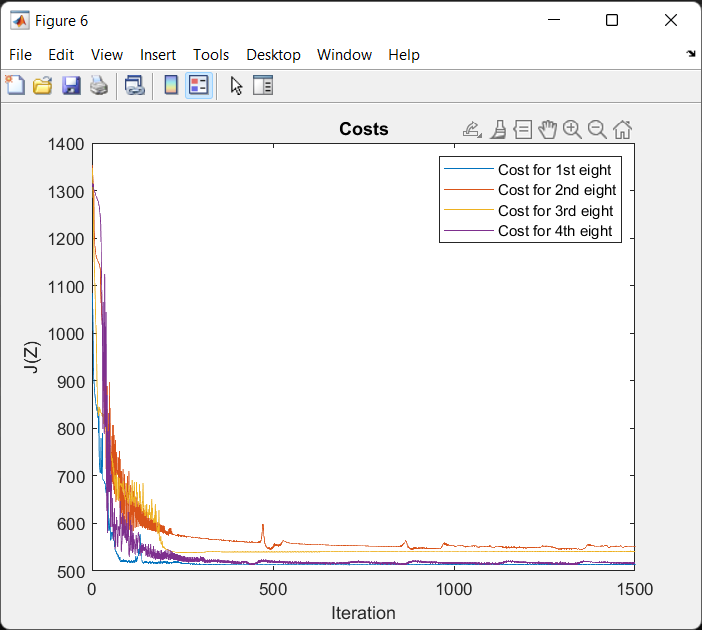 Figure 6
File Edit View Insert Tools Desktop Window Help
Costs
1400
1300
1200
1100
1000
900
800
700
600
500
J(Z)
Cost for 1st eight
Cost for 2nd eight
Cost for 3rd eight
Cost for 4th eight
0 500 1000 1500
Iteration